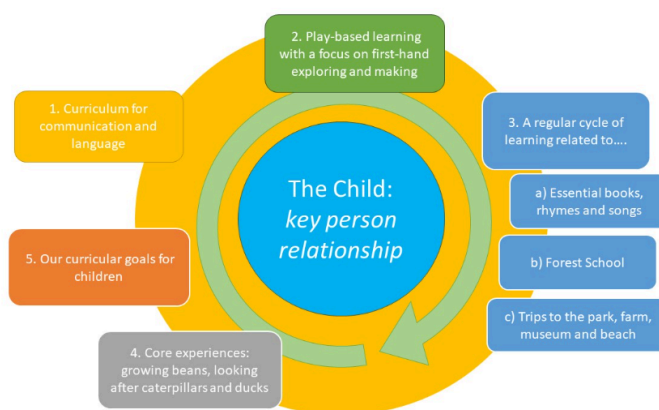 2. Play-based learning
with a focus on first-hand
exploring and making
1. Curriculum for
communication and
language
3. A regular cycle of
learning related to….
The Child:
key person
relationship
a) Essential books,
rhymes and songs
b) Forest School
c) Trips to the park, farm,
museum and beach
5. Our curricular goals for
children
4. Core experiences:
growing beans, looking
after caterpillars and ducks